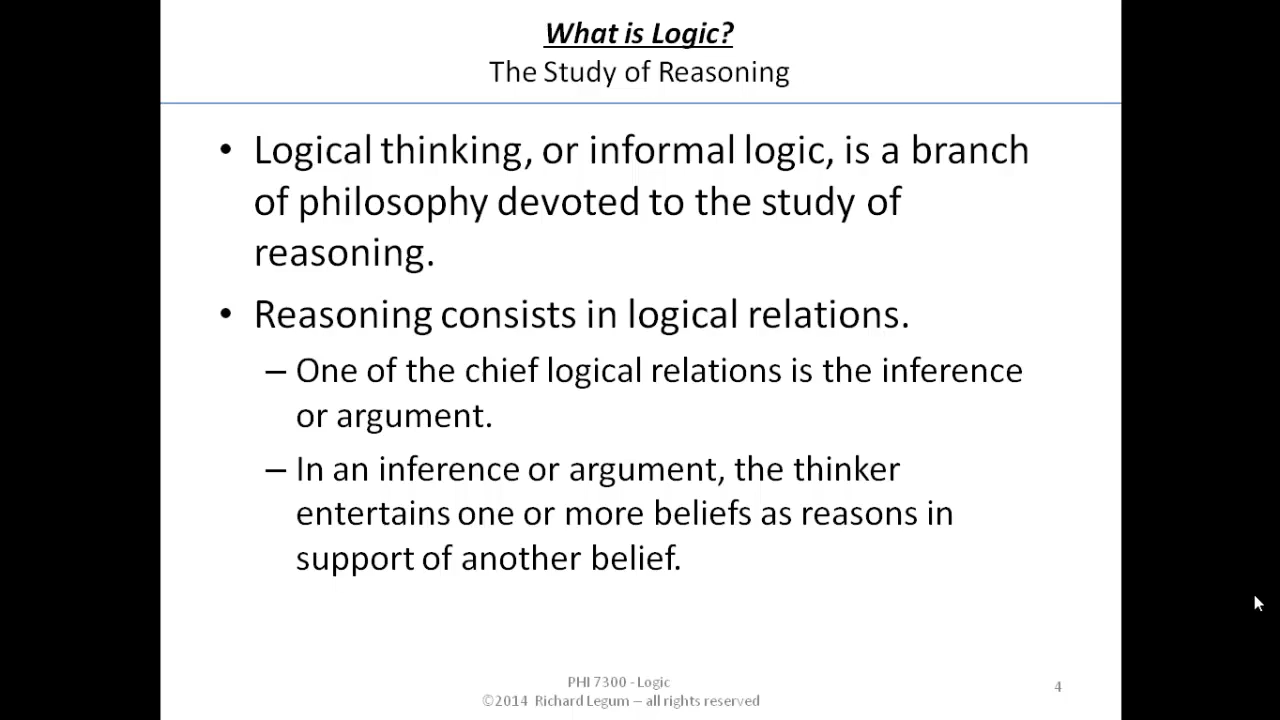 What is Logic?
The Study of Reasoning
• Logical thinking, or informal logic, is a branch
of philosophy devoted to the study of
reasoning.
• Reasoning consists in logical relations.
– One of the chief logical relations is the inference
or argument.
– In an inference or argument, the thinker
entertains one or more beliefs as reasons in
support of another belief.
PHI 7300 - Logic
©2014 Richard Legum – all rights reserved
4